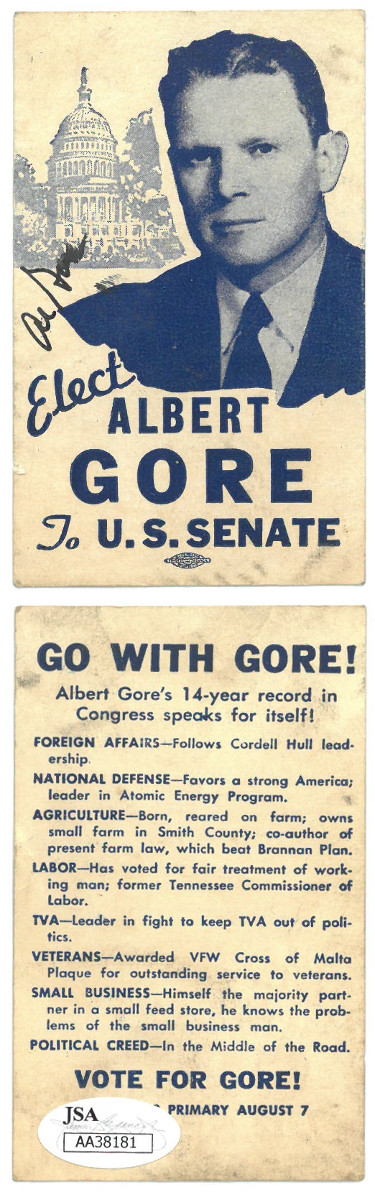 Al Gore
Elect
ALBERT
GORE
To U.S. SENATE
GO WITH GORE!
Albert Gore's 14-year record in
Congress speaks for itself!
FOREIGN AFFAIRS—Follows Cordell Hull lead-
ership.
NATIONAL DEFENSE—Favors a strong America;
leader in Atomic Energy Program.
AGRICULTURE—Born, reared on farm; owns
small farm in Smith County; co-author of
present farm law, which beat Brannan Plan.
LABOR—Has voted for fair treatment of work-
ing man; former Tennessee Commissioner of
Labor.
TVA—Leader in fight to keep TVA out of poli-
tics.
VETERANS—Awarded VFW Cross of Malta
Plaque for outstanding service to veterans.
SMALL BUSINESS—Himself the majority part-
ner in a small feed store, he knows the prob-
lems of the small business man.
POLITICAL CREED—In the Middle of the Road.
VOTE FOR GORE!
PRIMARY AUGUST 7
JSA
AA38181